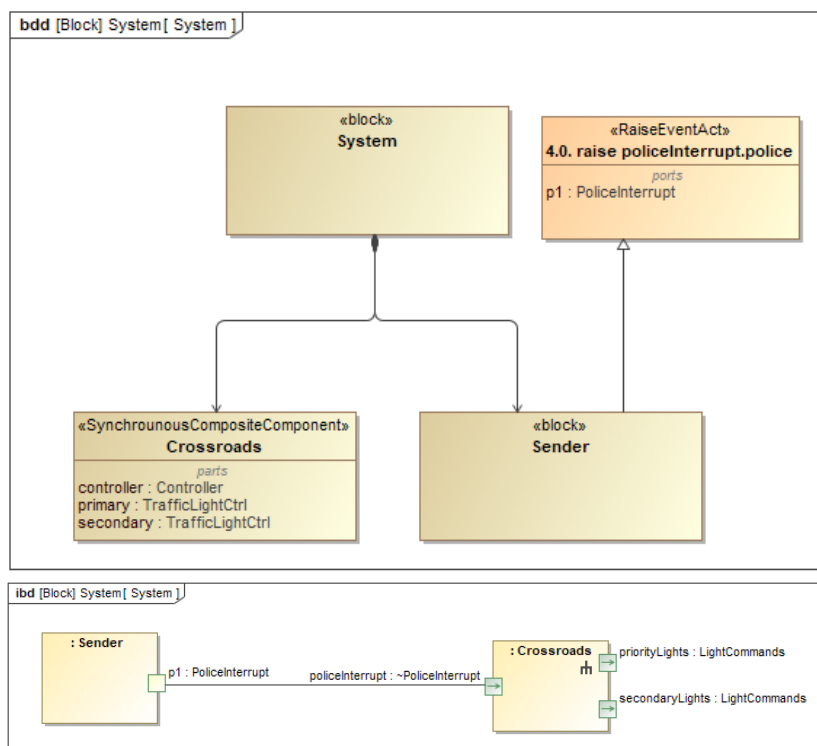 bdd [Block] System[ System ]
«block»
System
«RaiseEventAct»
4.0. raise policeInterrupt.police
ports
p1 : PoliceInterrupt
«SynchrounousCompositeComponent»
Crossroads
parts
controller : Controller
primary : TrafficLightCtrl
secondary : TrafficLightCtrl
«block»
Sender
ibd [Block] System[ System ]
: Sender
p1 : PoliceInterrupt
policeInterrupt : ~PoliceInterrupt
: Crossroads
priorityLights : LightCommands
secondaryLights : LightCommands